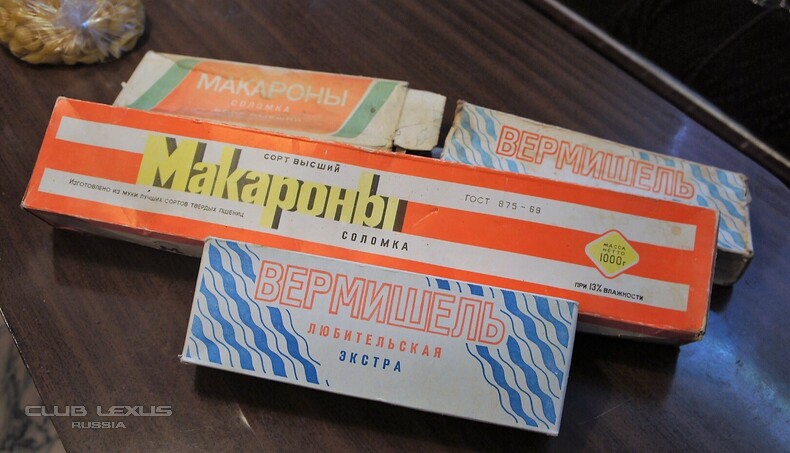 МАКАРОНЫ
СОЛОМКА
ВЕРМИШЕЛЬ
СОРТ ВЫСШИЙ
Макароны
СОЛОМКА
ИЗГОТОВЛЕНО ИЗ МУКИ ЛУЧШИХ СОРТОВ ТВЕРДЫХ ПШЕНИЦ
ГОСТ 875-69
МАССА
НЕТТО
1000г
ПРИ 13% ВЛАЖНОСТИ
ВЕРМИШЕЛЬ
ЛЮБИТЕЛЬСКАЯ
ЭКСТРА
CLUB LEXUS
RUSSIA